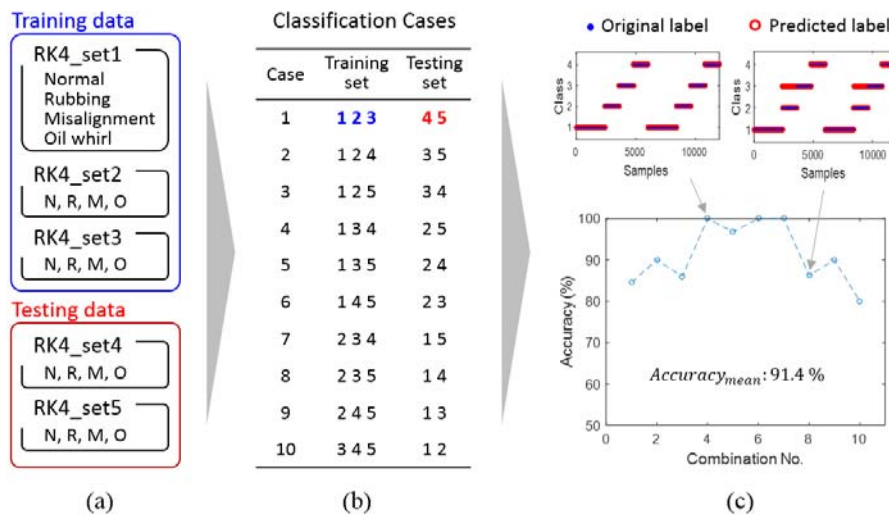 Training data
RK4_set1
Normal
Rubbing
Misalignment
Oil whirl
RK4_set2
N, R, M, O
RK4_set3
N, R, M, O
Testing data
RK4_set4
N, R, M, O
RK4_set5
N, R, M, O
(a)
Classification Cases
Case Training set Testing set
1 1 2 3 4 5
2 1 2 4 3 5
3 1 2 5 3 4
4 1 3 4 2 5
5 1 3 5 2 4
6 1 4 5 2 3
7 2 3 4 1 5
8 2 3 5 1 4
9 2 4 5 1 3
10 3 4 5 1 2
(b)
Original label Predicted label
Class
4
3
2
1
0 5000 10000
Samples
Class
4
3
2
1
0 5000 10000
Samples
Accuracy (%)
100
90
80
70
60
50
Accuracymean: 91.4 %
0 2 4 6 8 10
Combination No.
(c)